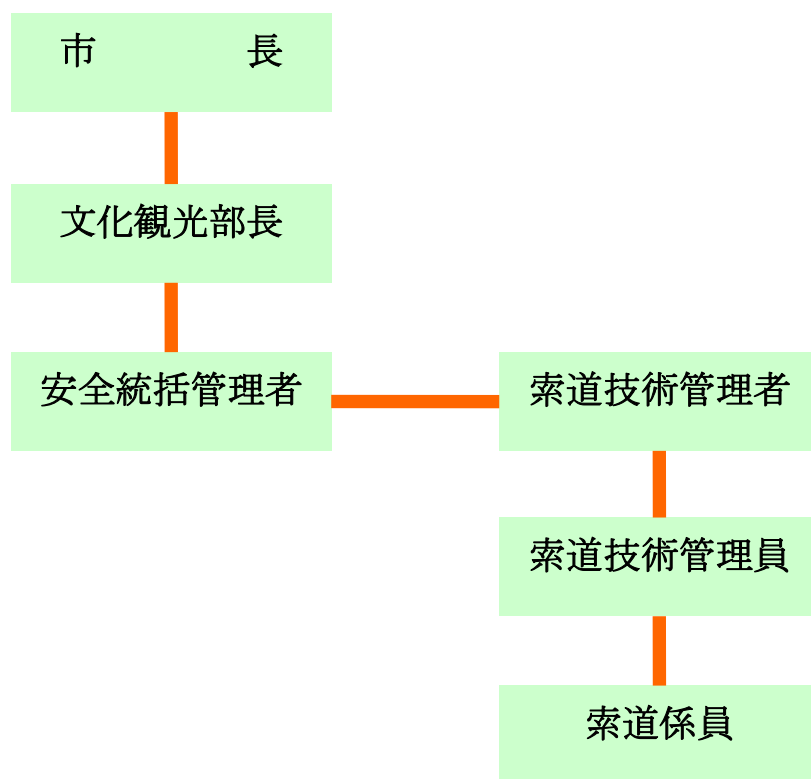 市　　　　長
文化観光部長
安全統括管理者
索道技術管理者
索道技術管理員
索道係員